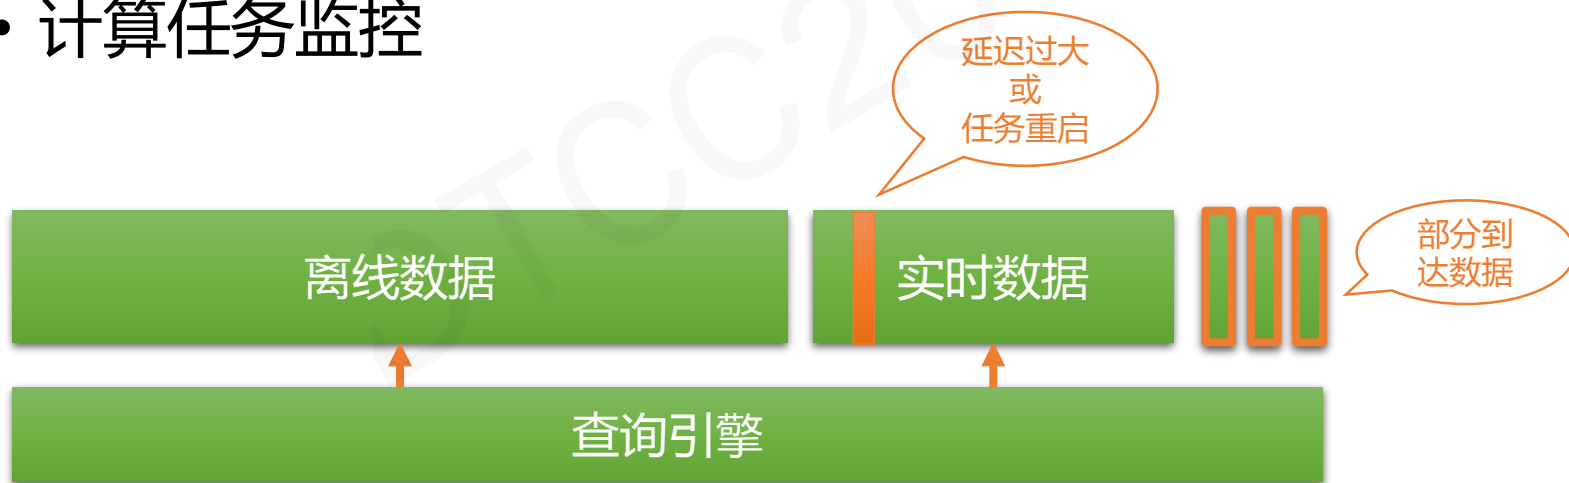 • 计算任务监控
延迟过大
或
任务重启
离线数据
实时数据
部分到
达数据
查询引擎
DTCC20